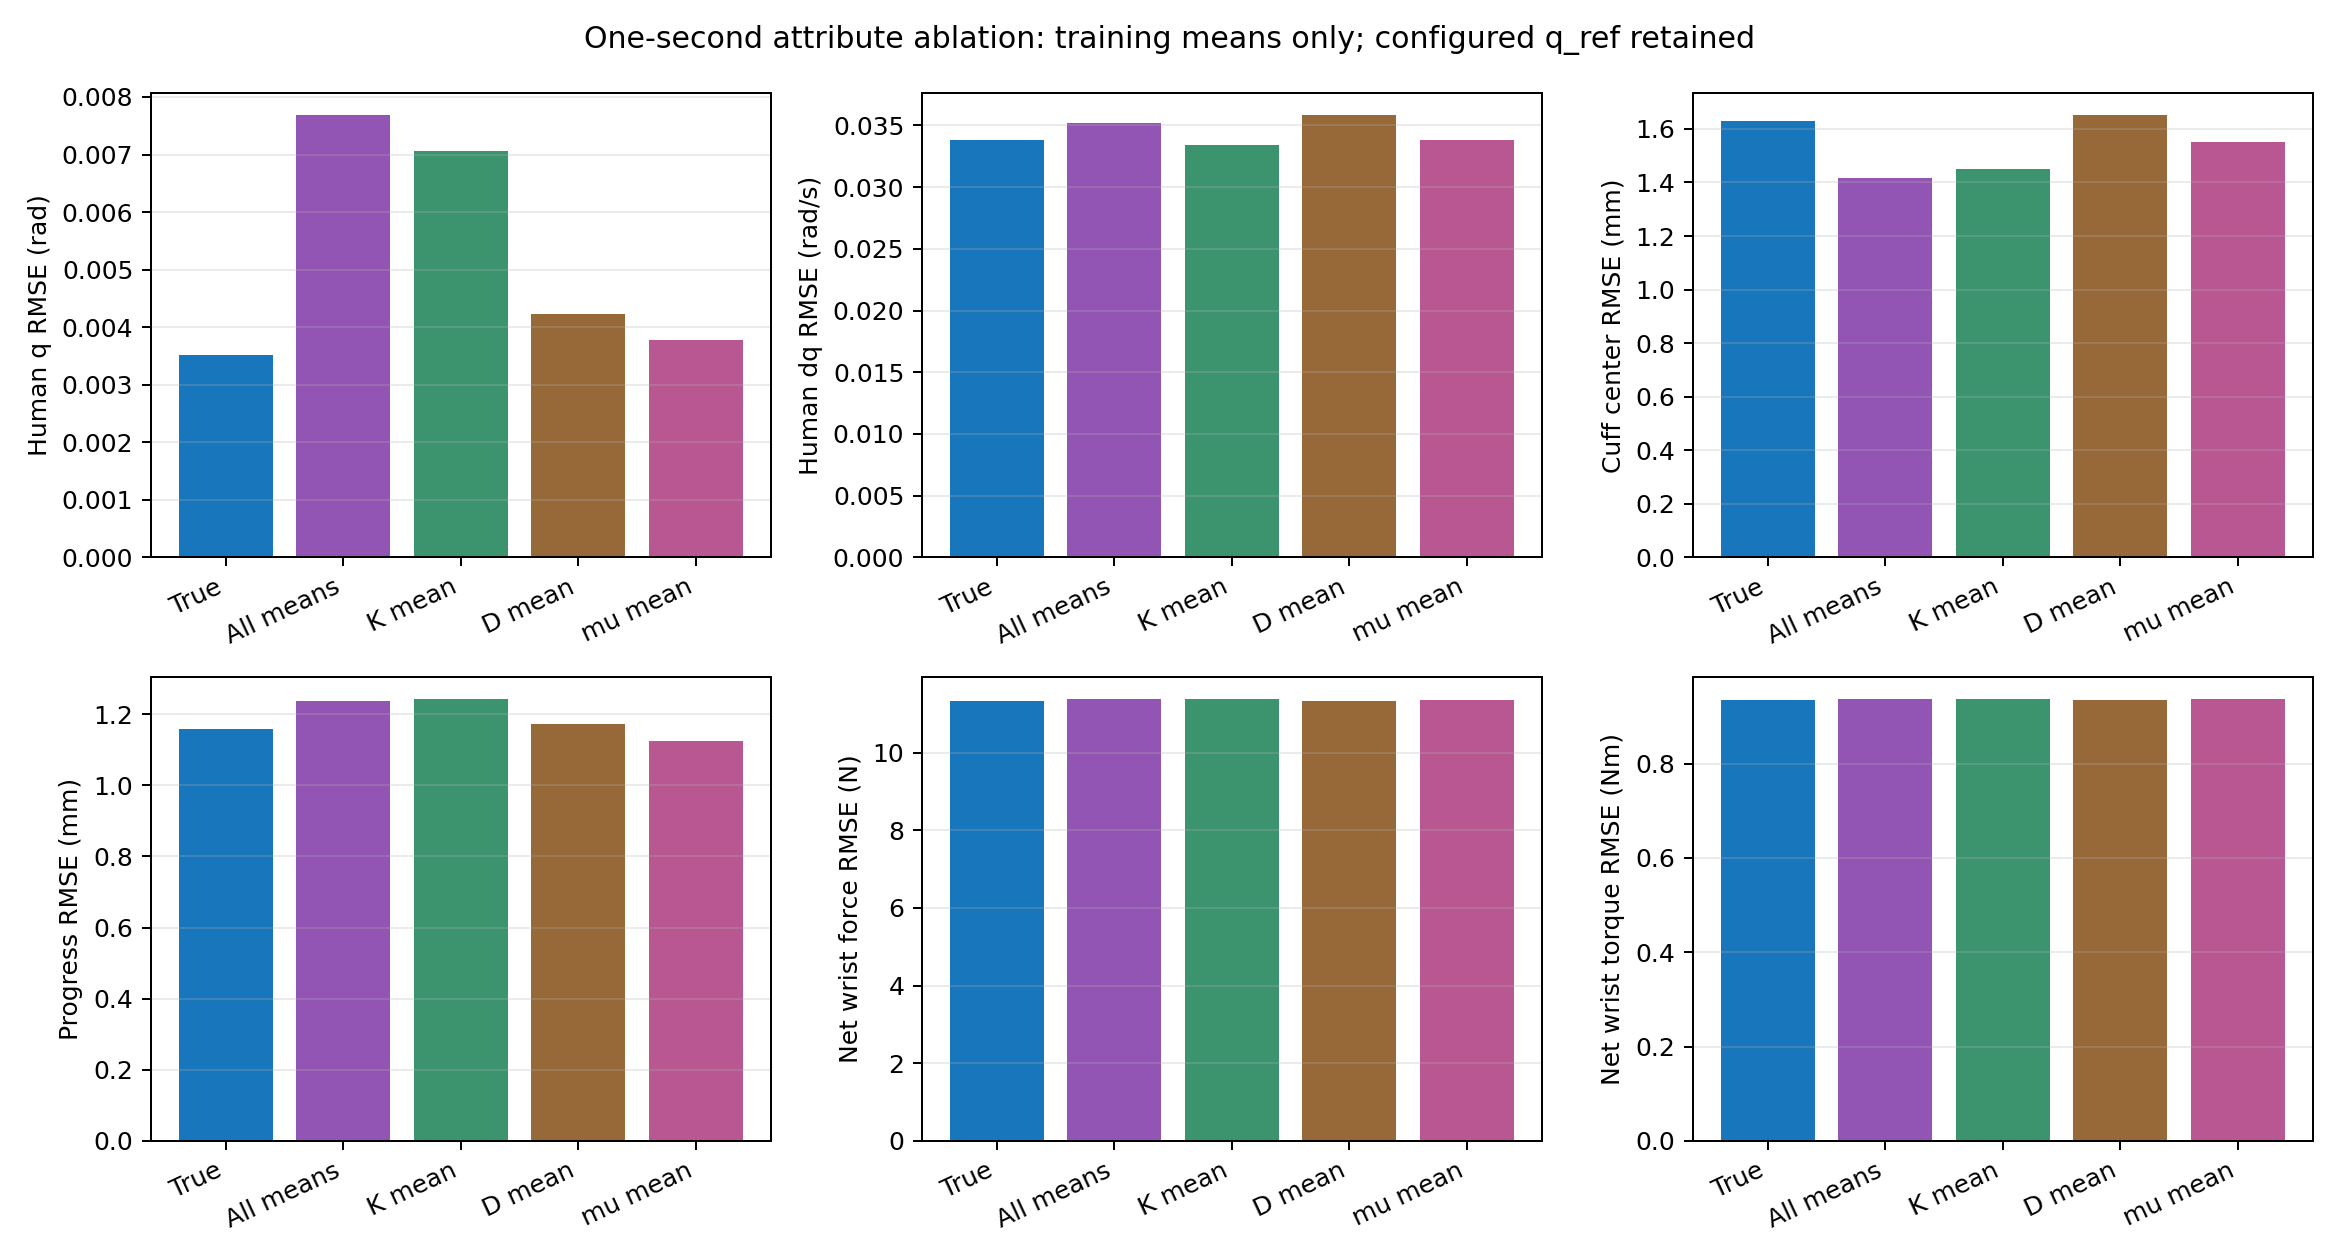 One-second attribute ablation: training means only; configured q_ref retained
Human q RMSE (rad)
0.008
0.007
0.006
0.005
0.004
0.003
0.002
0.001
0.000
True
All means
K mean
D mean
mu mean
Human dq RMSE (rad/s)
0.035
0.030
0.025
0.020
0.015
0.010
0.005
0.000
True
All means
K mean
D mean
mu mean
Cuff center RMSE (mm)
1.6
1.4
1.2
1.0
0.8
0.6
0.4
0.2
0.0
True
All means
K mean
D mean
mu mean
Progress RMSE (mm)
1.2
1.0
0.8
0.6
0.4
0.2
0.0
True
All means
K mean
D mean
mu mean
Net wrist force RMSE (N)
10
8
6
4
2
0
True
All means
K mean
D mean
mu mean
Net wrist torque RMSE (Nm)
0.8
0.6
0.4
0.2
0.0
True
All means
K mean
D mean
mu mean